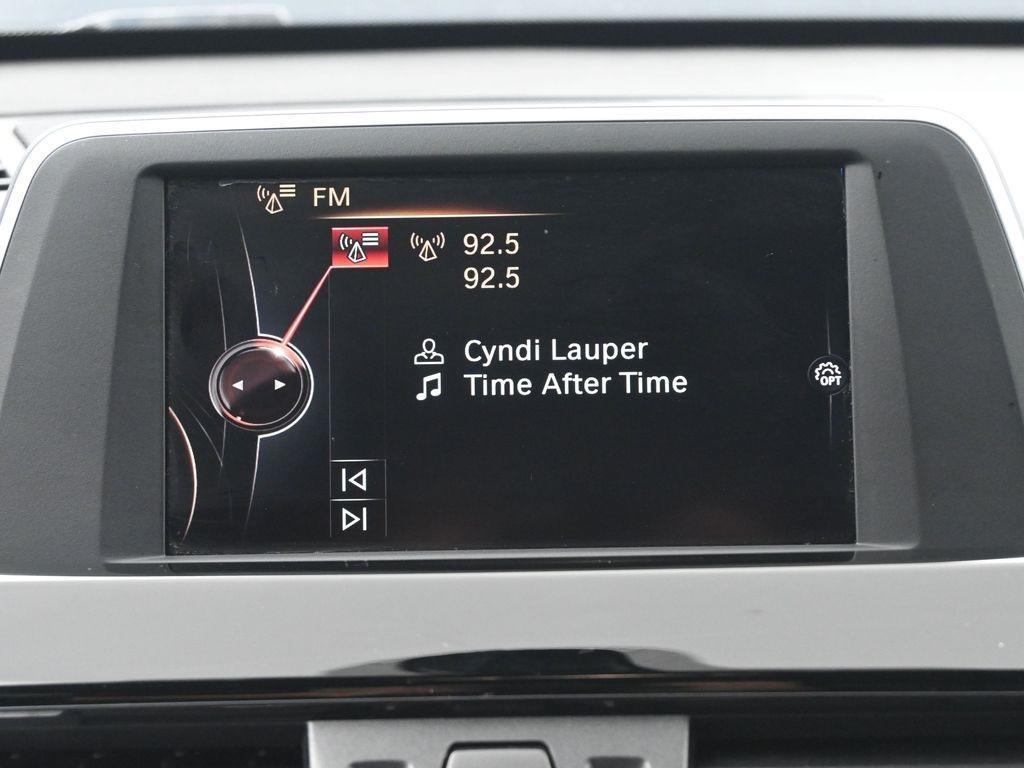 FM
92.5
92.5
Cyndi Lauper
Time After Time
OPT